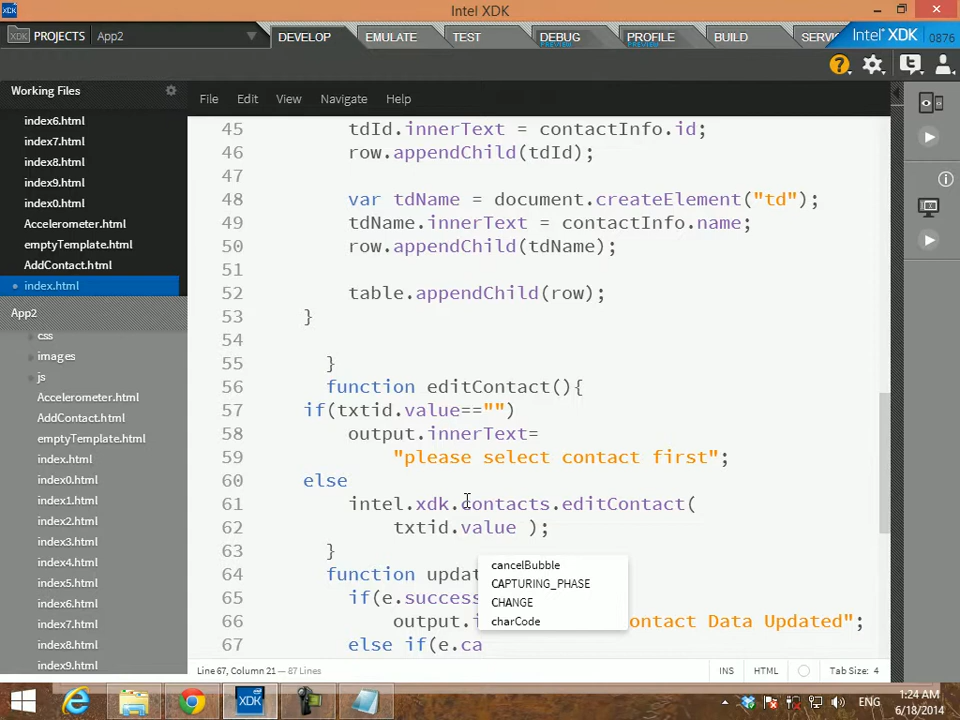 XDK Intel XDK
XDK PROJECTS App2 DEVELOP EMULATE TEST DEBUG PREVIEW PROFILE PREVIEW BUILD SERV Intel® XDK 0876
Working Files File Edit View Navigate Help
index6.html
index7.html
index8.html
index9.html
index0.html
Accelerometer.html
emptyTemplate.html
AddContact.html
index.html
App2
css
images
js
Accelerometer.html
AddContact.html
emptyTemplate.html
index.html
index0.html
index1.html
index2.html
index3.html
index4.html
index5.html
index6.html
index7.html
index8.html
index9.html
45 tdId.innerText = contactInfo.id;
46 row.appendChild(tdId);
47
48 var tdName = document.createElement("td");
49 tdName.innerText = contactInfo.name;
50 row.appendChild(tdName);
51
52 table.appendChild(row);
53 }
54
55 }
56 function editContact(){
57 if(txtid.value=="")
58 output.innerText=
59 "please select contact first";
60 else
61 intel.xdk.contacts.editContact(
62 txtid.value );
63 }
64 function updat
65 if(e.success
66 output.i ontact Data Updated";
67 else if(e.ca
cancelBubble
CAPTURING_PHASE
CHANGE
charCode
Line 67, Column 21 — 87 Lines INS HTML Tab Size: 4
XDK ENG 1:24 AM
6/18/2014